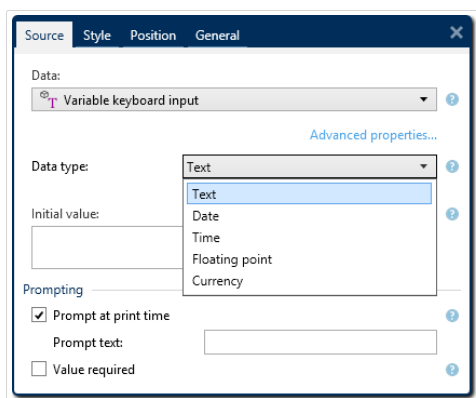 Source Style Position General
Data:
T Variable keyboard input
Advanced properties...
Data type: Text
Text
Date
Time
Floating point
Currency
Initial value:
Prompting
Prompt at print time
Prompt text:
Value required